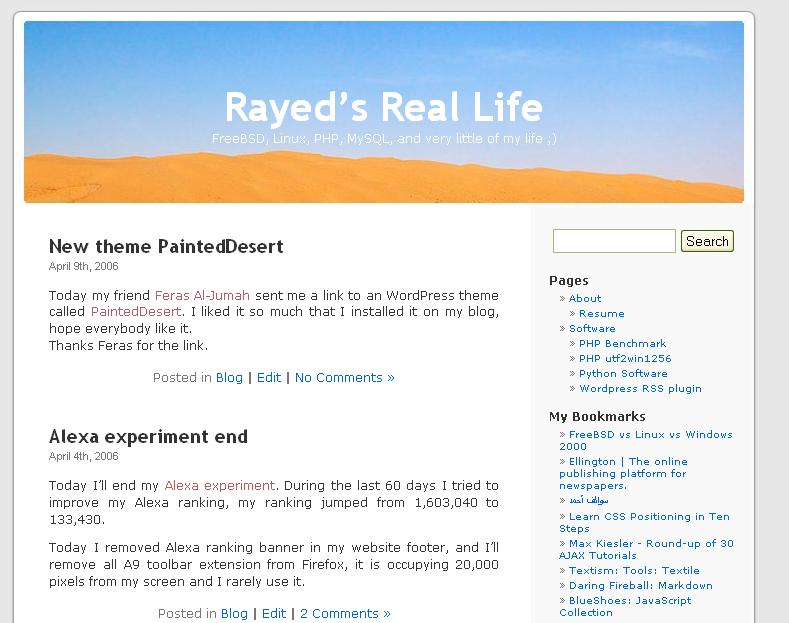 Rayed's Real Life
FreeBSD, Linux, PHP, MySQL, and very little of my life ;)
New theme PaintedDesert
April 9th, 2006
Today my friend Feras Al-Jumah sent me a link to an WordPress theme
called PaintedDesert. I liked it so much that I installed it on my blog,
hope everybody like it.
Thanks Feras for the link.
Posted in Blog | Edit | No Comments »
Alexa experiment end
April 4th, 2006
Today I'll end my Alexa experiment. During the last 60 days I tried to
improve my Alexa ranking, my ranking jumped from 1,603,040 to
133,430.
Today I removed Alexa ranking banner in my website footer, and I'll
remove all A9 toolbar extension from Firefox, it is occupying 20,000
pixels from my screen and I rarely use it.
Posted in Blog | Edit | 2 Comments »
Search
Pages
» About
» Resume
» Software
» PHP Benchmark
» PHP utf2win1256
» Python Software
» Wordpress RSS plugin
My Bookmarks
» FreeBSD vs Linux vs Windows
2000
» Ellington | The online
publishing platform for
newspapers.
» سوالف أحمد
» Learn CSS Positioning in Ten
Steps
» Max Kiesler - Round-up of 30
AJAX Tutorials
» Textism: Tools: Textile
» Daring Fireball: Markdown
» BlueShoes: JavaScript
Collection